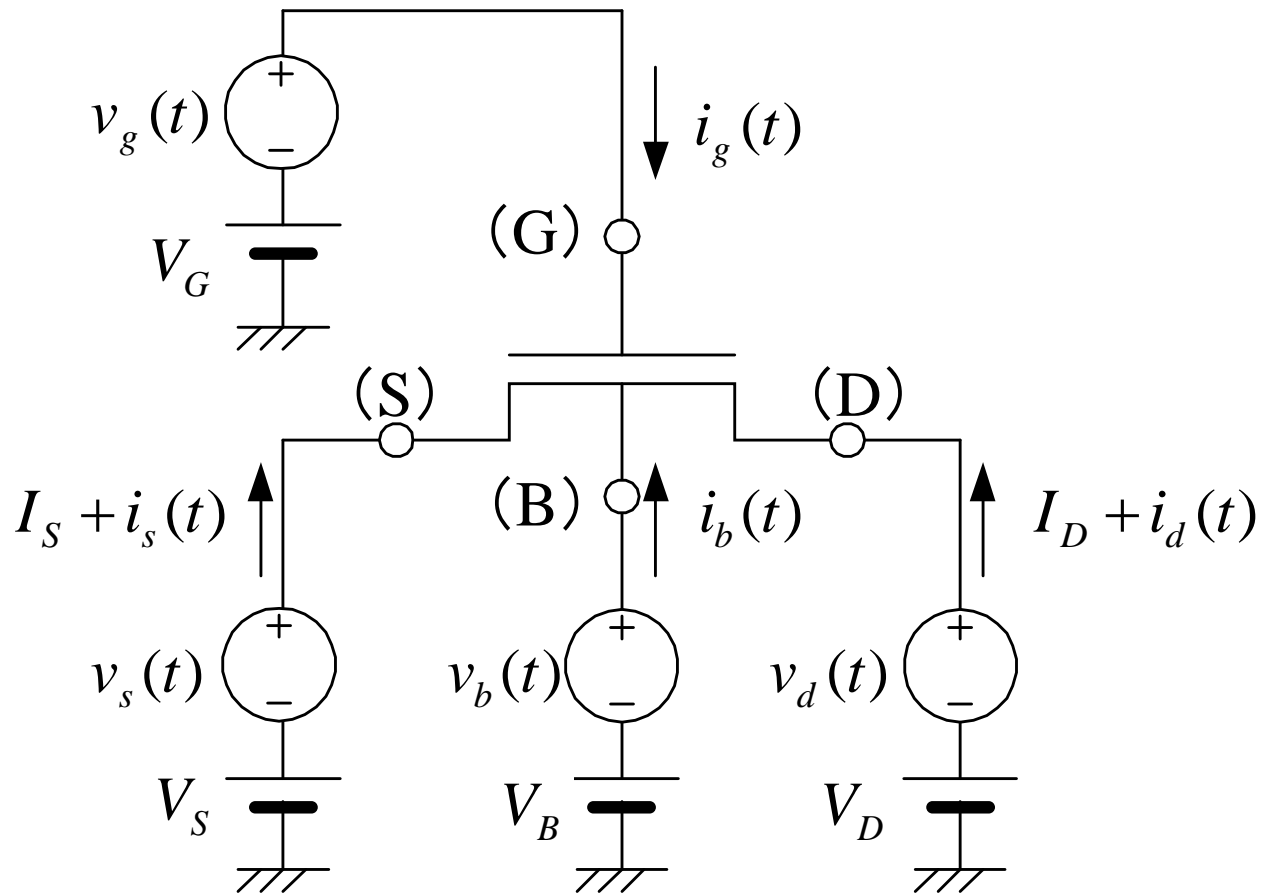 +
v_g(t)
−
i_g(t)
(G)
V_G
(S)
(D)
I_S + i_s(t)
(B)
i_b(t)
I_D + i_d(t)
+
+
+
v_s(t)
v_b(t)
v_d(t)
−
−
−
V_S
V_B
V_D